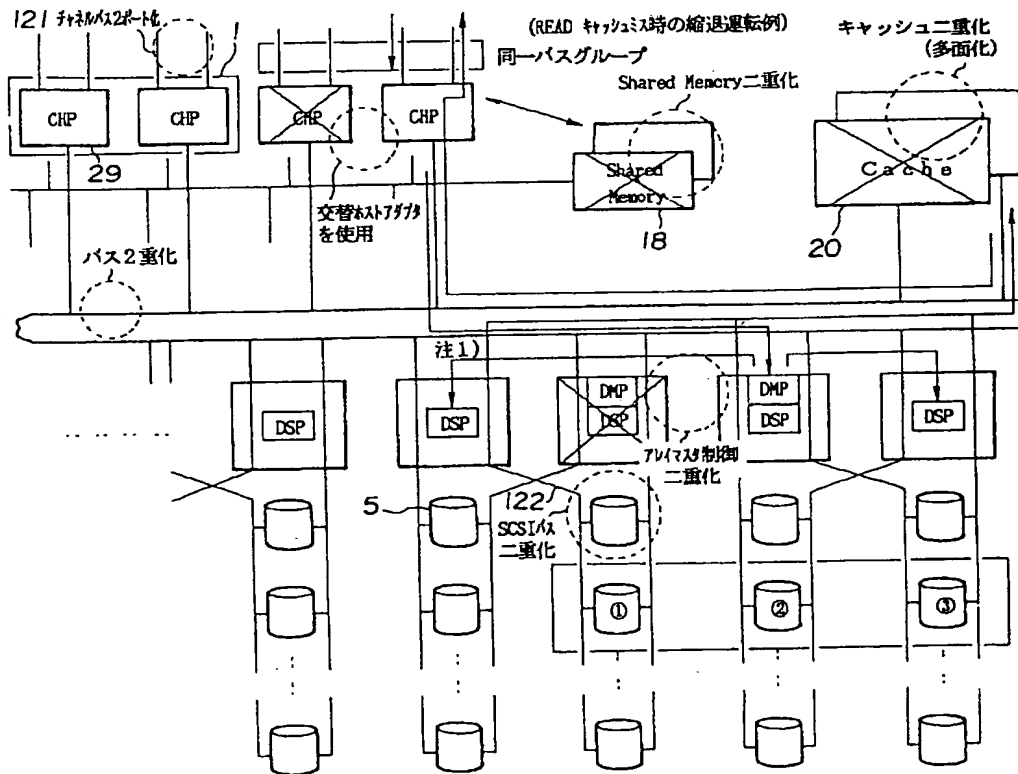 121 チャネルパス2ポート化
(READ キャッシュミス時の縮退運転例)
同一パスグループ
Shared Memory二重化
キャッシュ二重化
(多面化)
CHP
CHP
CHP
CHP
29
交替ホストアダプタ
を使用
Shared
Memory
18
Cache
20
バス2重化
注1)
DSP
DSP
DMP
DSP
DMP
DSP
DSP
アレイマスタ制御
二重化
5
122
SCSIバス
二重化
①
②
③